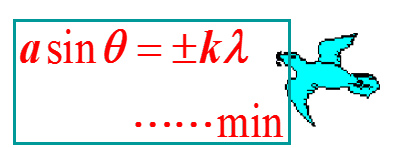 a sin θ = ±kλ
……min